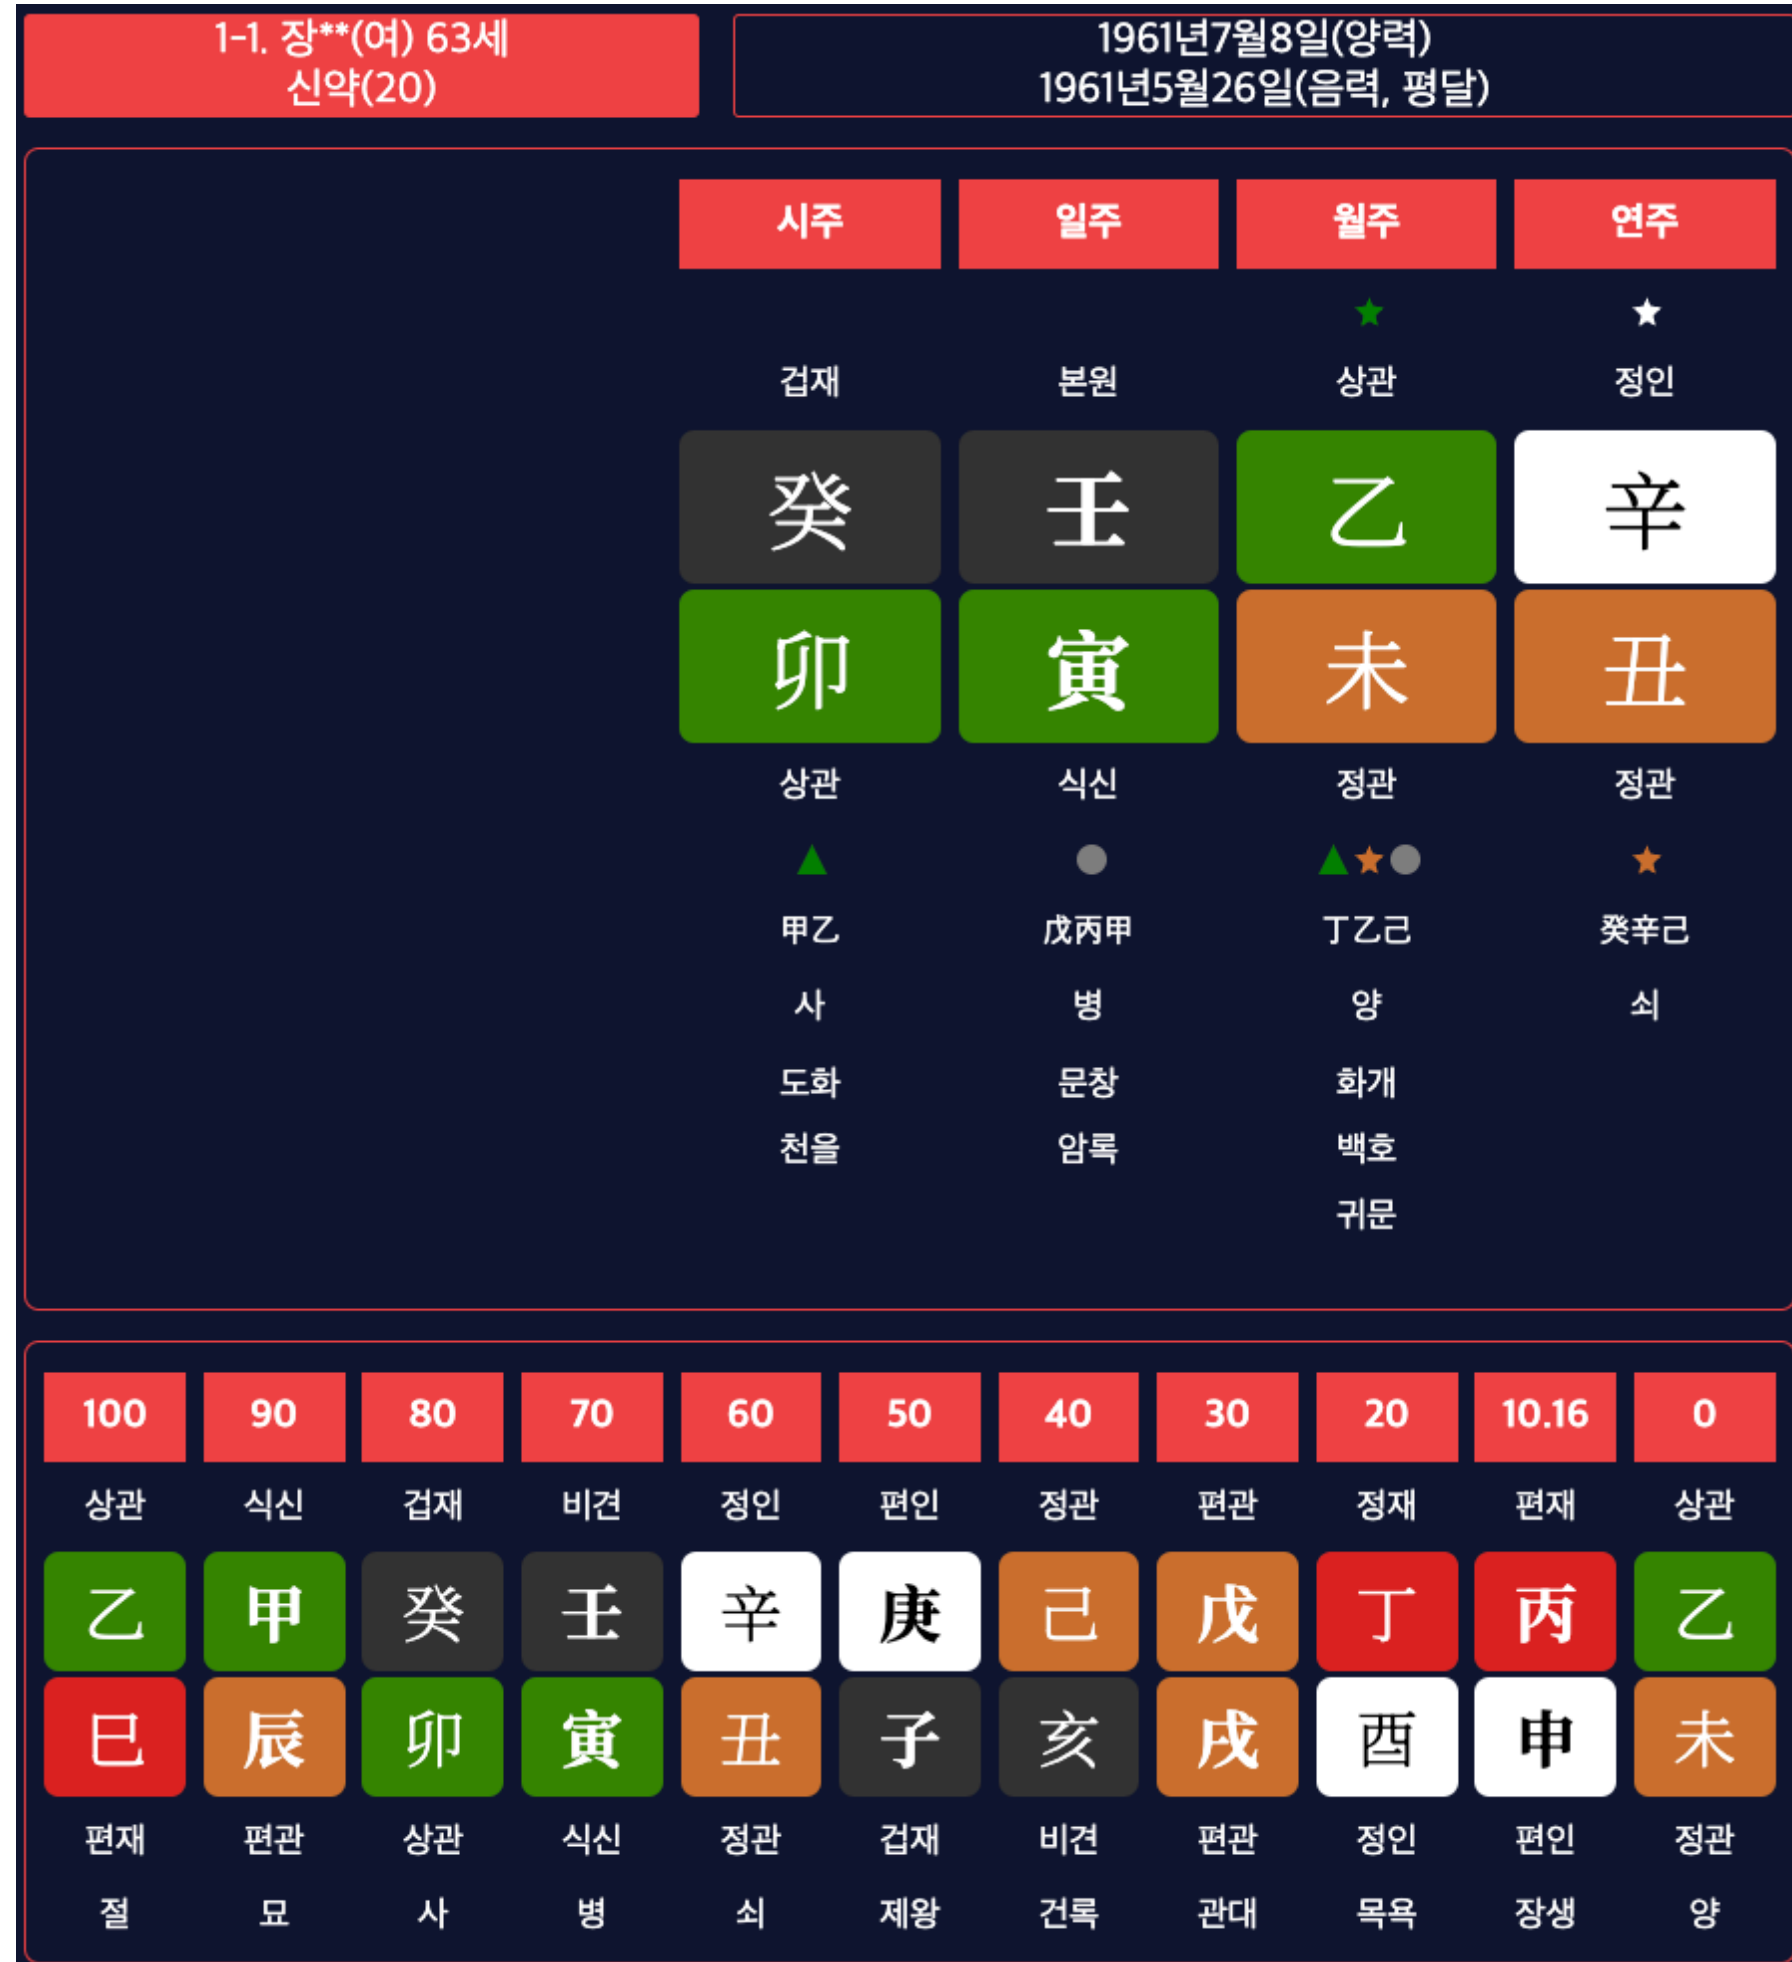 1-1. 장**(여) 63세
신약(20)
1961년7월8일(양력)
1961년5월26일(음력, 평달)
시주 일주 월주 연주
겁재 본원 상관 정인
癸 壬 乙 辛
卯 寅 未 丑
상관 식신 정관 정관
甲乙 戊丙甲 丁乙己 癸辛己
사 병 양 쇠
도화 문창 화개
천을 암록 백호
귀문
100 90 80 70 60 50 40 30 20 10.16 0
상관 식신 겁재 비견 정인 편인 정관 편관 정재 편재 상관
乙 甲 癸 壬 辛 庚 己 戊 丁 丙 乙
巳 辰 卯 寅 丑 子 亥 戌 酉 申 未
편재 편관 상관 식신 정관 겁재 비견 편관 정인 편인 정관
절 묘 사 병 쇠 제왕 건록 관대 목욕 장생 양